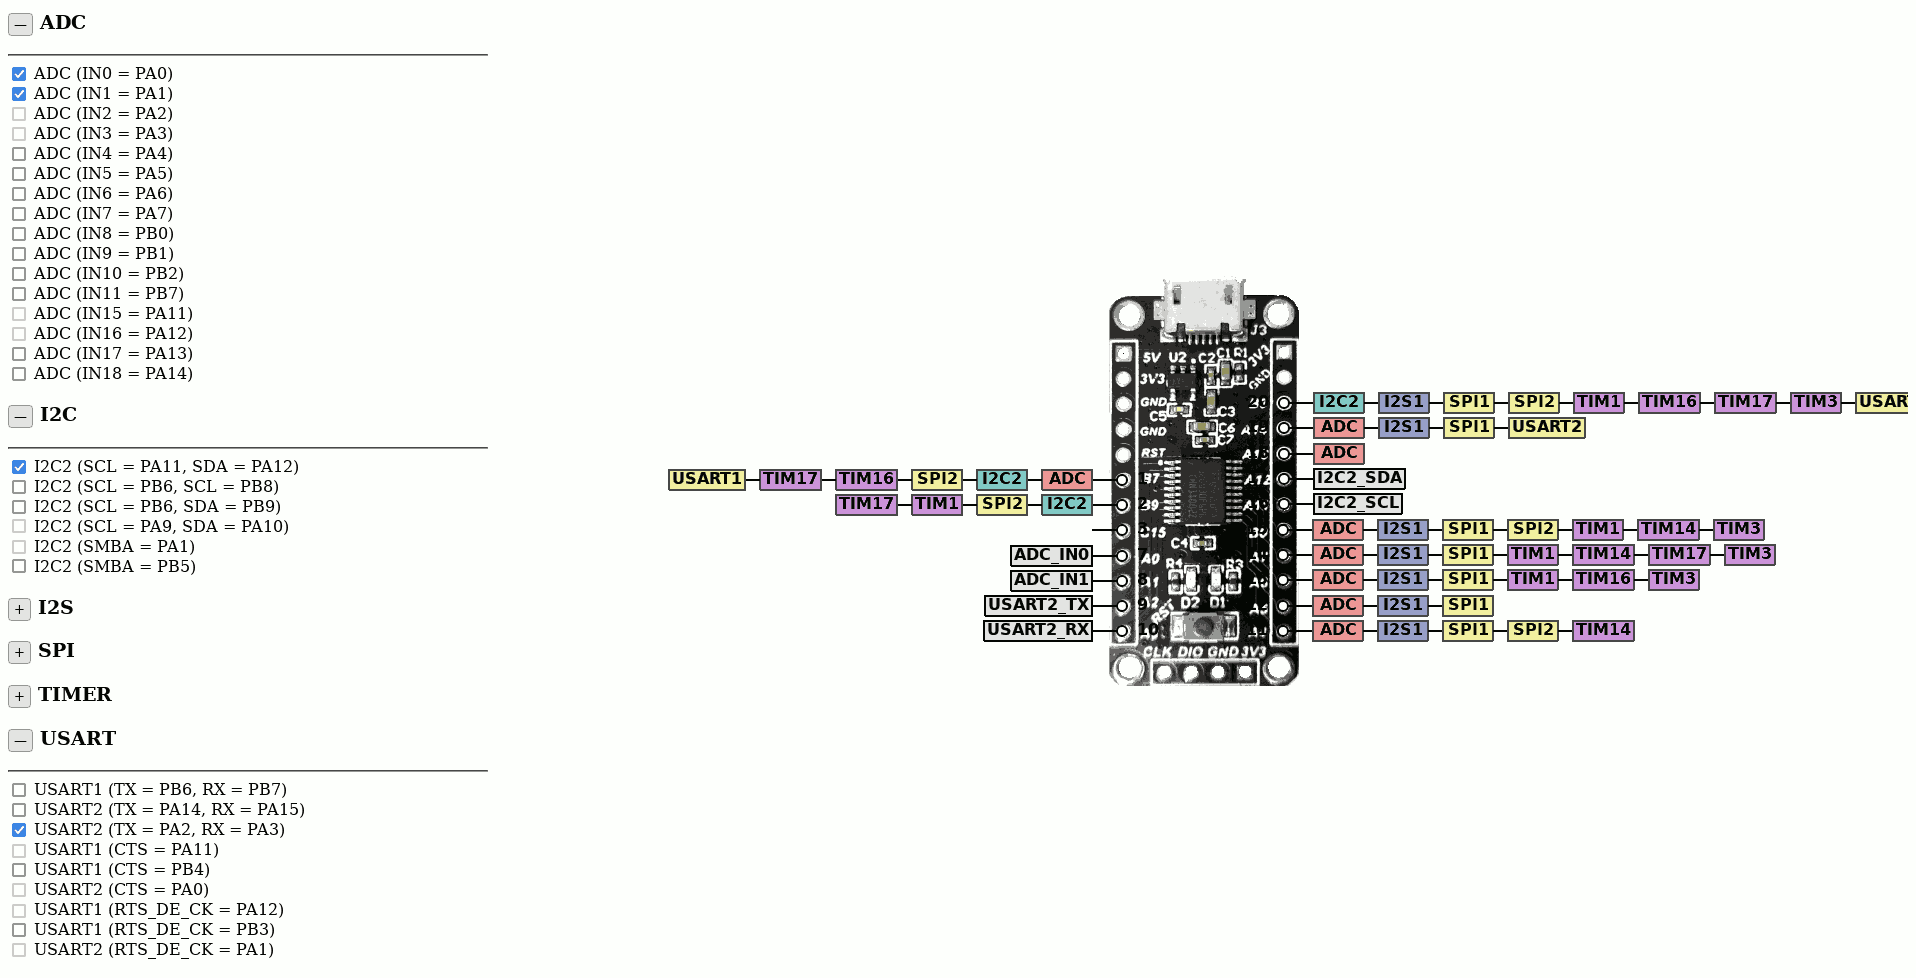 — ADC
ADC (IN0 = PA0)
ADC (IN1 = PA1)
ADC (IN2 = PA2)
ADC (IN3 = PA3)
ADC (IN4 = PA4)
ADC (IN5 = PA5)
ADC (IN6 = PA6)
ADC (IN7 = PA7)
ADC (IN8 = PB0)
ADC (IN9 = PB1)
ADC (IN10 = PB2)
ADC (IN11 = PB7)
ADC (IN15 = PA11)
ADC (IN16 = PA12)
ADC (IN17 = PA13)
ADC (IN18 = PA14)
— I2C
I2C2 (SCL = PA11, SDA = PA12)
I2C2 (SCL = PB6, SCL = PB8)
I2C2 (SCL = PB6, SDA = PB9)
I2C2 (SCL = PA9, SDA = PA10)
I2C2 (SMBA = PA1)
I2C2 (SMBA = PB5)
+ I2S
+ SPI
+ TIMER
— USART
USART1 (TX = PB6, RX = PB7)
USART2 (TX = PA14, RX = PA15)
USART2 (TX = PA2, RX = PA3)
USART1 (CTS = PA11)
USART1 (CTS = PB4)
USART2 (CTS = PA0)
USART1 (RTS_DE_CK = PA12)
USART1 (RTS_DE_CK = PB3)
USART2 (RTS_DE_CK = PA1)
USART1 TIM17 TIM16 SPI2 I2C2 ADC
TIM17 TIM1 SPI2 I2C2
ADC_IN0
ADC_IN1
USART2_TX
USART2_RX
J3
5V U2 C2 C1 R1 3V3
3V3 GND
GND C5 C3
GND C6
C7
RST
C4
A0 R4 R3
8
9 D2 D1
RST
10
CLK DIO GND 3V3
I2C2 I2S1 SPI1 SPI2 TIM1 TIM16 TIM17 TIM3 USAR
ADC I2S1 SPI1 USART2
ADC
I2C2_SDA
I2C2_SCL
ADC I2S1 SPI1 SPI2 TIM1 TIM14 TIM3
ADC I2S1 SPI1 TIM1 TIM14 TIM17 TIM3
ADC I2S1 SPI1 TIM1 TIM16 TIM3
ADC I2S1 SPI1
ADC I2S1 SPI1 SPI2 TIM14